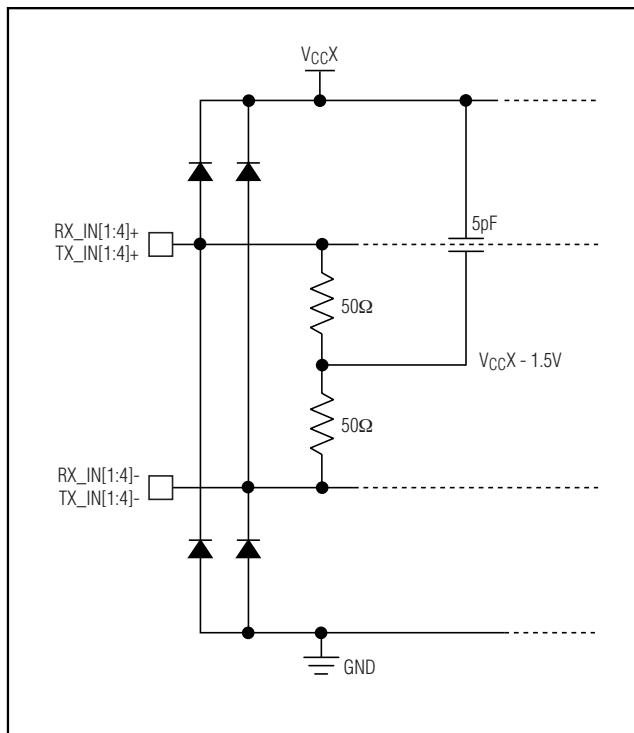 VCCX
RX_IN[1:4]+
TX_IN[1:4]+
5pF
50Ω
VCCX - 1.5V
50Ω
RX_IN[1:4]-
TX_IN[1:4]-
GND